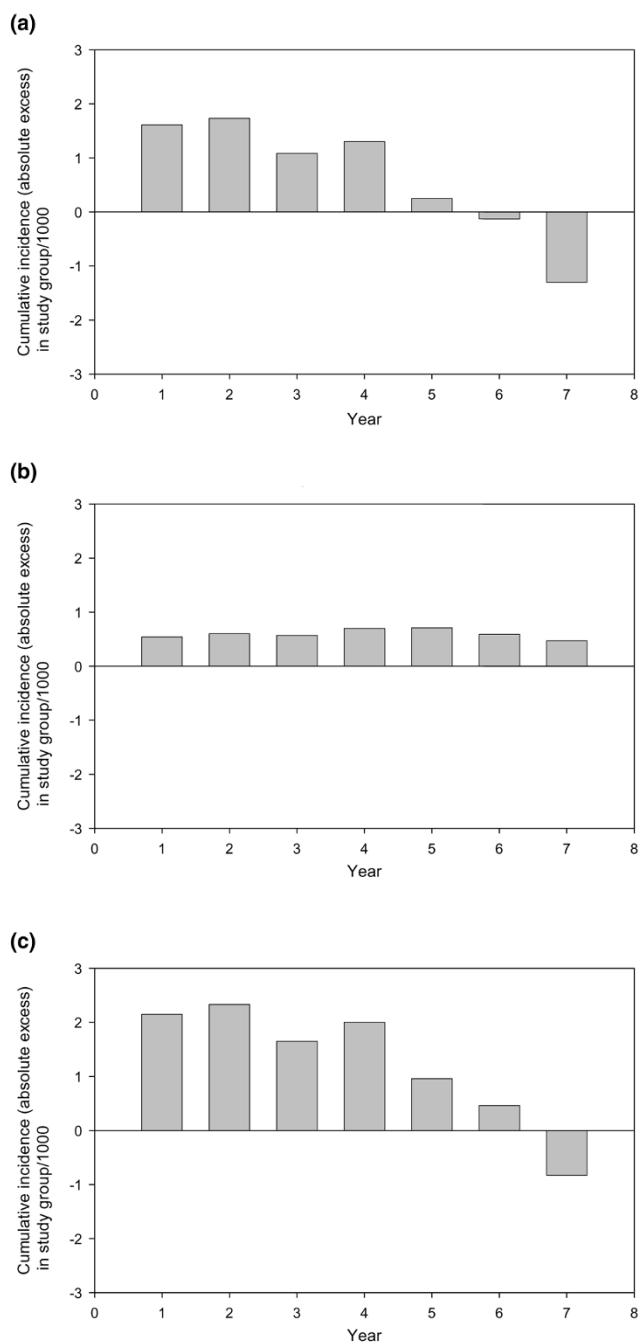 (a)
Cumulative incidence (absolute excess)
in study group/1000
3
2
1
0
-1
-2
-3
0 1 2 3 4 5 6 7 8
Year
(b)
Cumulative incidence (absolute excess)
in study group/1000
3
2
1
0
-1
-2
-3
0 1 2 3 4 5 6 7 8
Year
(c)
Cumulative incidence (absolute excess)
in study group/1000
3
2
1
0
-1
-2
-3
0 1 2 3 4 5 6 7 8
Year